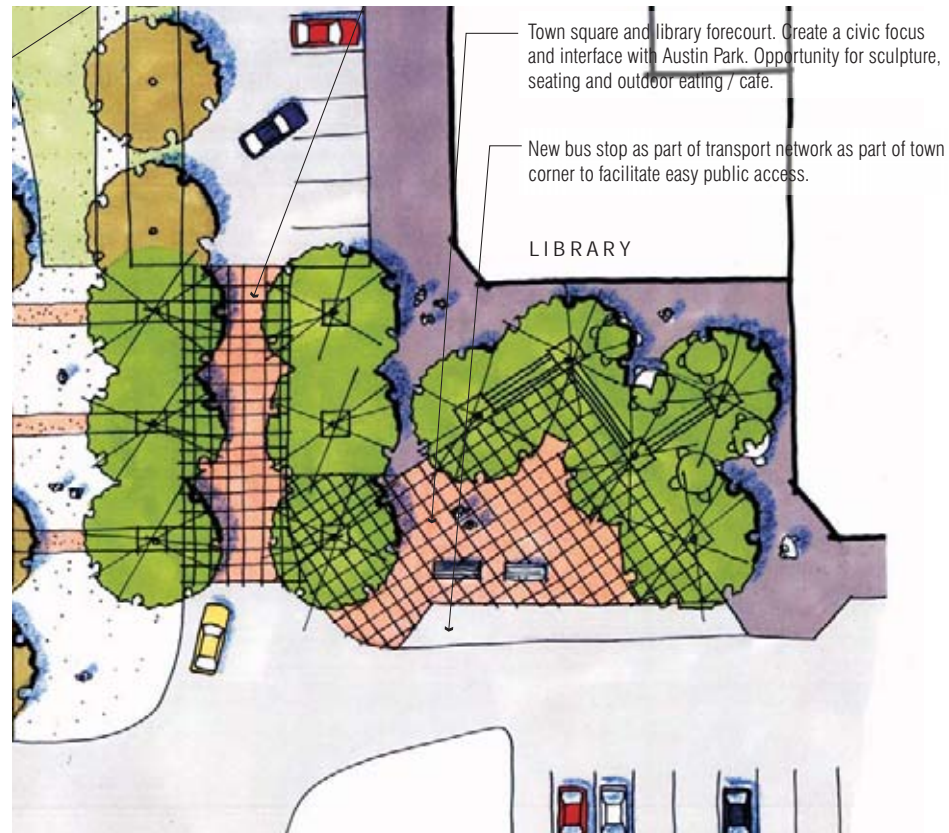 Town square and library forecourt. Create a civic focus
and interface with Austin Park. Opportunity for sculpture,
seating and outdoor eating / cafe.
New bus stop as part of transport network as part of town
corner to facilitate easy public access.
LIBRARY